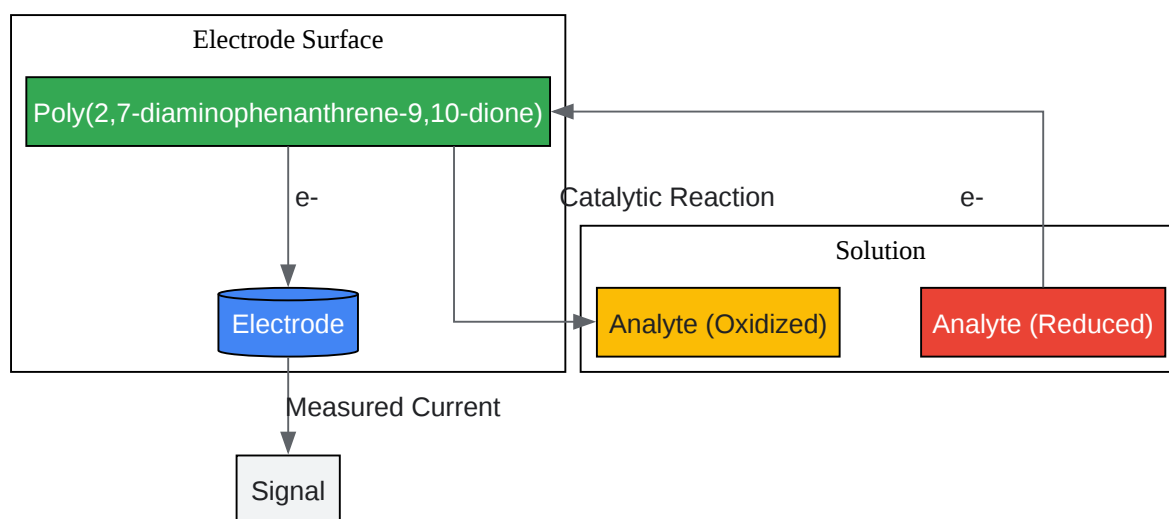 Electrode Surface
Poly(2,7-diaminophenanthrene-9,10-dione)
e-
Catalytic Reaction
e-
Solution
Electrode
Analyte (Oxidized)
Analyte (Reduced)
Measured Current
Signal